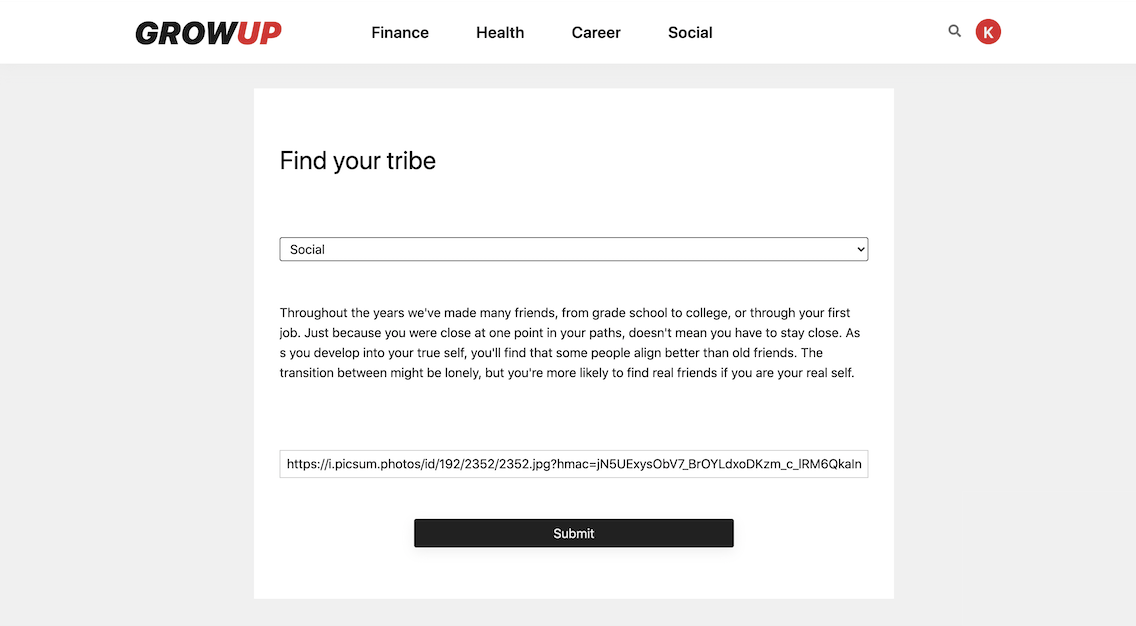 GROWUP Finance Health Career Social K
Find your tribe
Social
Throughout the years we've made many friends, from grade school to college, or through your first
job. Just because you were close at one point in your paths, doesn't mean you have to stay close. As
s you develop into your true self, you'll find that some people align better than old friends. The
transition between might be lonely, but you're more likely to find real friends if you are your real self.
https://i.picsum.photos/id/192/2352/2352.jpg?hmac=jN5UExysObV7_BrOYLdxoDKzm_c_lRM6QkaIn
Submit